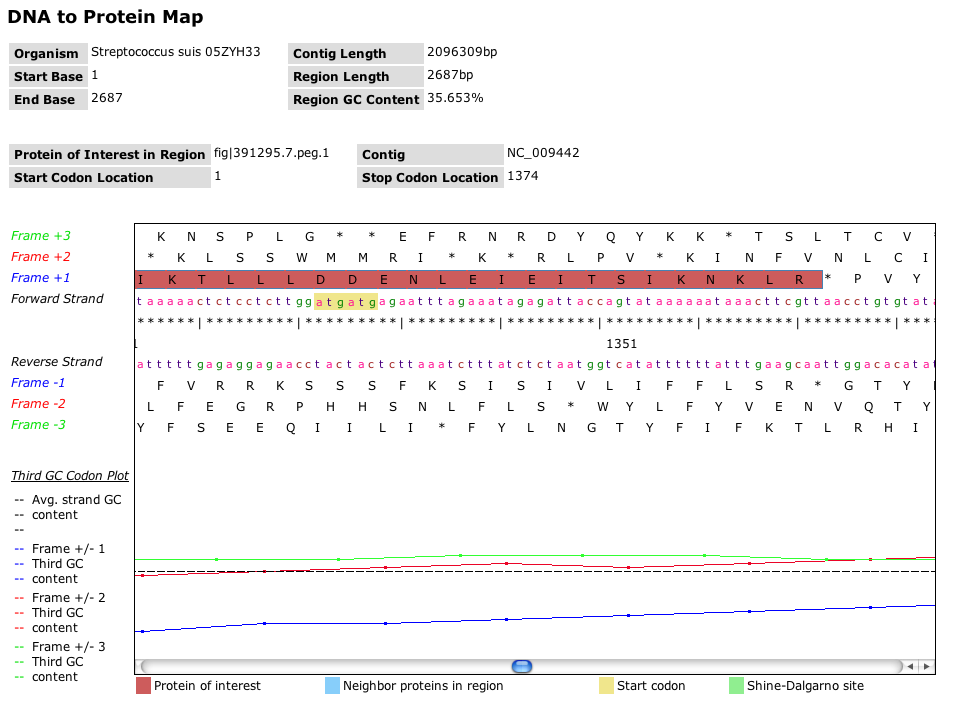 DNA to Protein Map
Organism Streptococcus suis 05ZYH33 Contig Length 2096309bp
Start Base 1 Region Length 2687bp
End Base 2687 Region GC Content 35.653%
Protein of Interest in Region fig|391295.7.peg.1 Contig NC_009442
Start Codon Location 1 Stop Codon Location 1374
Frame +3 K N S P L G * * E F R N R D Y Q Y K K * T S L T C V *
Frame +2 * K L S S W M M R I * K * R L P V * K I N F V N L C I
Frame +1 I K T L L L D D E N L E I E I T S I K N K L R * P V Y
Forward Strand taaaaactctcctcttggatgatgagaatttagaaatagagattaccagtataaaaaataaacttcgttaacctgtgtata
******|*********|*********|*********|*********|*********|*********|*********|***
1351
Reverse Strand atttttgagaggagaacctactactcttaaatctttatctctaatggtcatattttttatttgaagcaattggacacatat
Frame -1 F V R R K S S S F K S I S I V L I F F L S R * G T Y
Frame -2 L F E G R P H H S N L F L S * W Y L F Y V E N V Q T Y
Frame -3 Y F S E E Q I I L I * F Y L N G T Y F I F K T L R H I
Third GC Codon Plot
-- Avg. strand GC
-- content
--
-- Frame +/- 1
-- Third GC
-- content
-- Frame +/- 2
-- Third GC
-- content
-- Frame +/- 3
-- Third GC
-- content
Protein of interest Neighbor proteins in region Start codon Shine-Dalgarno site